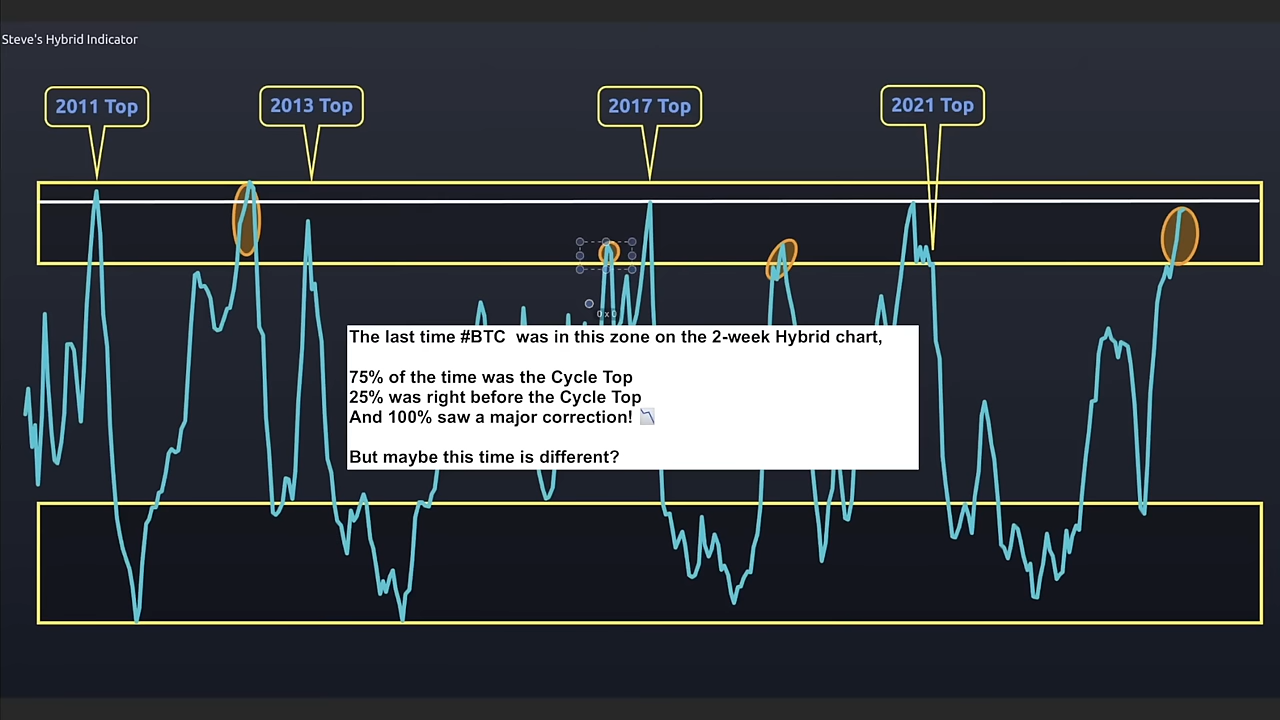 Steve's Hybrid Indicator
2011 Top
2013 Top
2017 Top
2021 Top
0 x 0
The last time #BTC  was in this zone on the 2-week Hybrid chart,
75% of the time was the Cycle Top
25% was right before the Cycle Top
And 100% saw a major correction! 📉
But maybe this time is different?